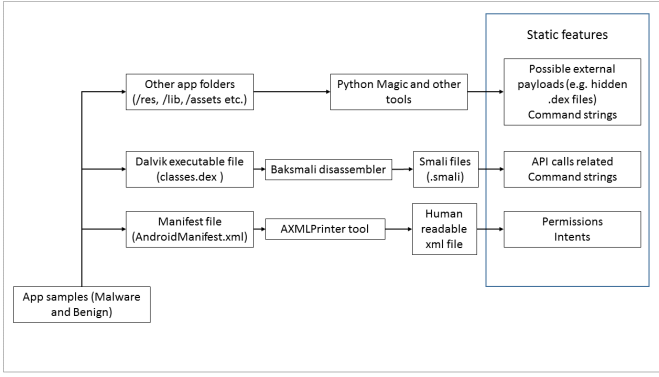 Static features
Other app folders
(/res, /lib, /assets etc.)
Python Magic and other
tools
Possible external
payloads (e.g. hidden
.dex files)
Command strings
Dalvik executable file
(classes.dex )
Baksmali disassembler
Smali files
(.smali)
API calls related
Command strings
Manifest file
(AndroidManifest.xml)
AXMLPrinter tool
Human
readable
xml file
Permissions
Intents
App samples (Malware
and Benign)